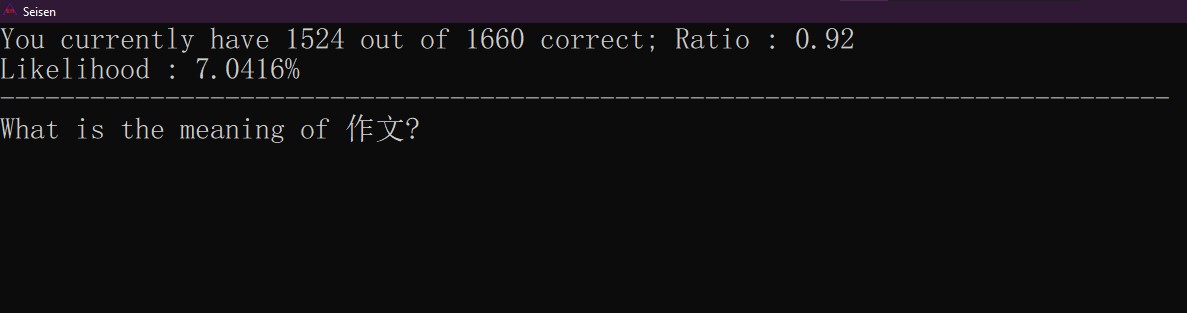 Seisen
You currently have 1524 out of 1660 correct; Ratio : 0.92
Likelihood : 7.0416%
------------------------------------------------------------------------------
What is the meaning of 作文?